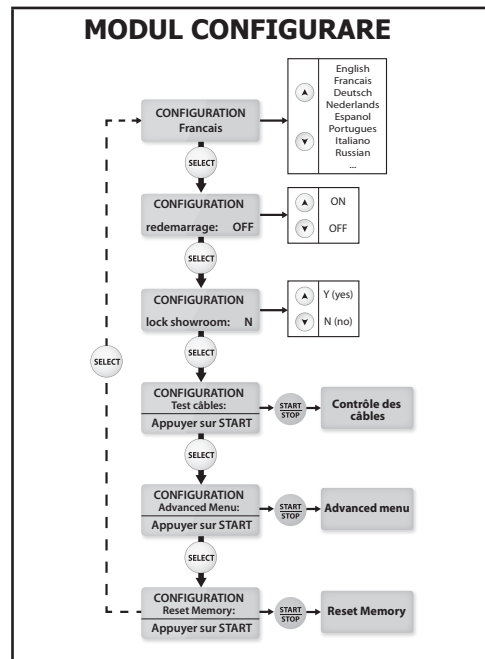 MODUL CONFIGURARE
CONFIGURATION
Francais
English
Francais
Deutsch
Nederlands
Espanol
Portugues
Italiano
Russian
...
SELECT
CONFIGURATION
redemarrage: OFF
ON
OFF
SELECT
CONFIGURATION
lock showroom: N
Y (yes)
N (no)
SELECT
SELECT
CONFIGURATION
Test câbles:
Appuyer sur START
START
STOP
Contrôle des
câbles
SELECT
CONFIGURATION
Advanced Menu:
Appuyer sur START
START
STOP
Advanced menu
SELECT
CONFIGURATION
Reset Memory:
Appuyer sur START
START
STOP
Reset Memory